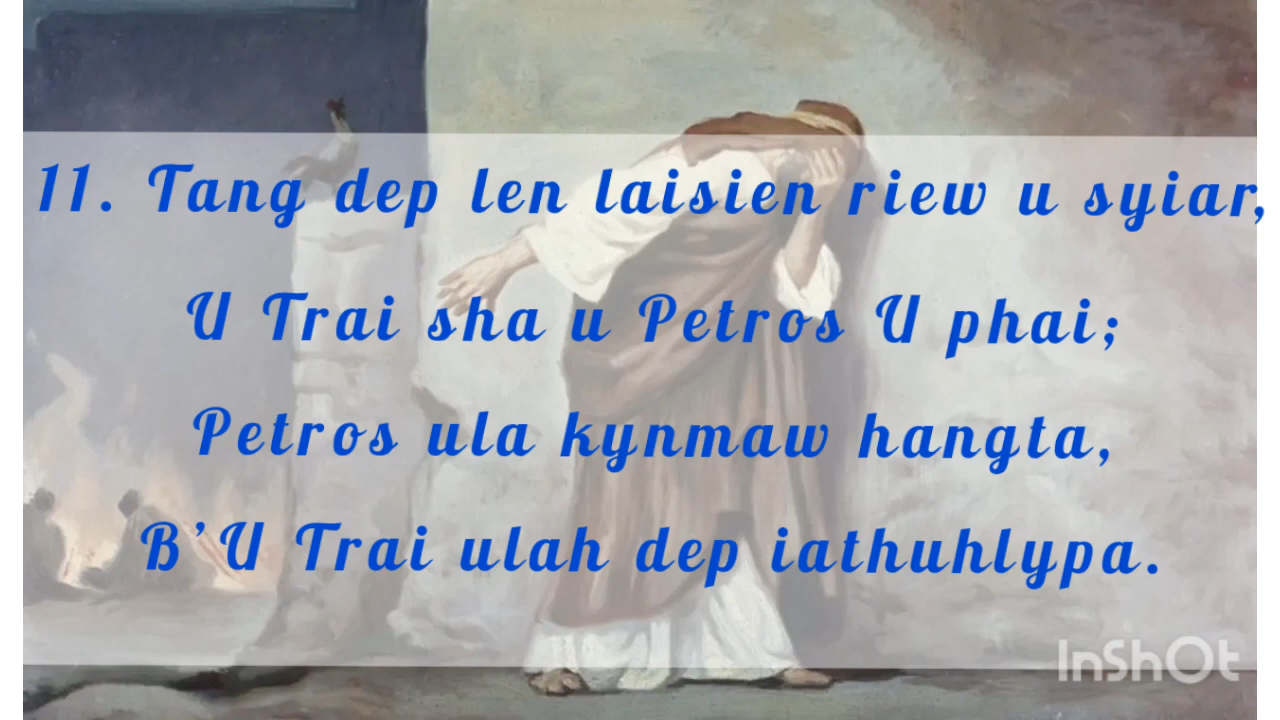 11. Tang dep len laisien riew u syiar,
U Trai sha u Petros U phai;
Petros ula kynmaw hangta,
B'U Trai ulah dep iathuhlypa.
InShOt